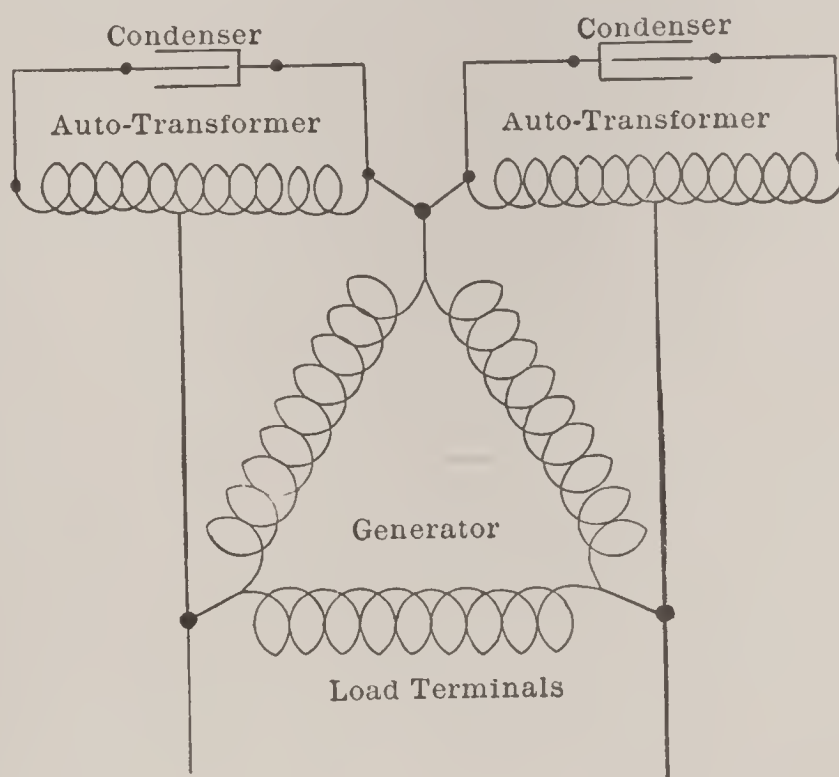 Condenser
Condenser
Auto-Transformer
Auto-Transformer
Generator
Load Terminals